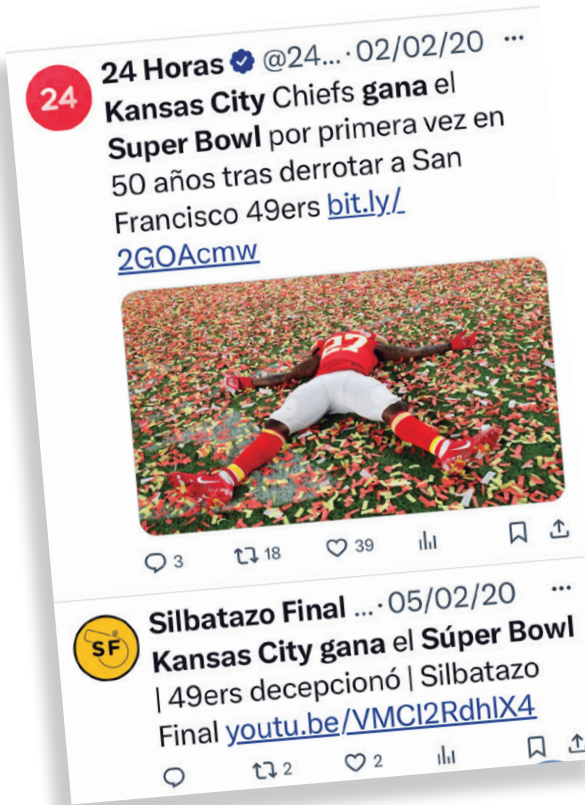 24
24 Horas @24... · 02/02/20 ...
Kansas City Chiefs gana el
Super Bowl por primera vez en
50 años tras derrotar a San
Francisco 49ers bit.ly/
2GOAcmw
27
3 18 39
SF
Silbatazo Final ... · 05/02/20 ...
Kansas City gana el Súper Bowl
| 49ers decepcionó | Silbatazo
Final youtu.be/VMCI2RdhlX4
2 2